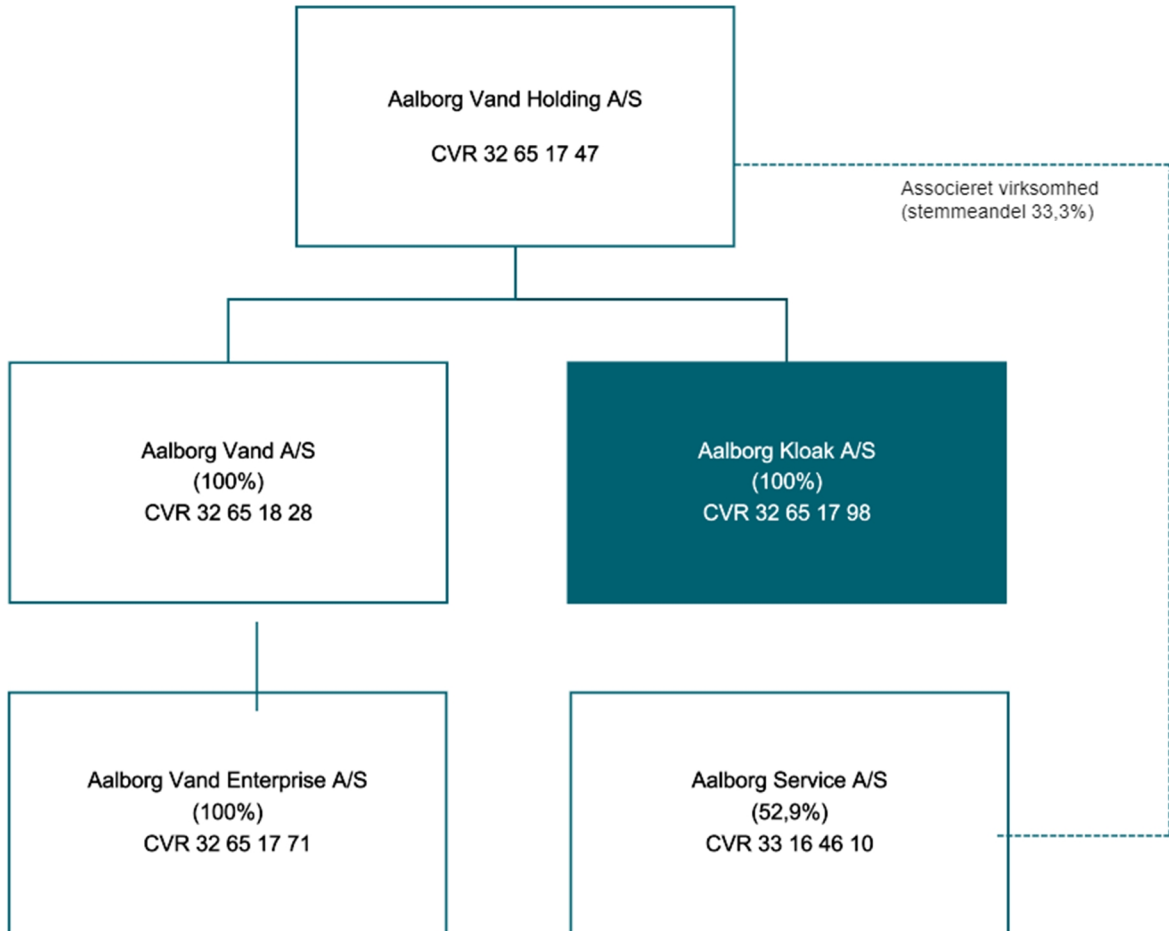 Aalborg Vand Holding A/S
CVR 32 65 17 47
Associeret virksomhed
(stemmeandel 33,3%)
Aalborg Vand A/S
(100%)
CVR 32 65 18 28
Aalborg Kloak A/S
(100%)
CVR 32 65 17 98
Aalborg Vand Enterprise A/S
(100%)
CVR 32 65 17 71
Aalborg Service A/S
(52,9%)
CVR 33 16 46 10